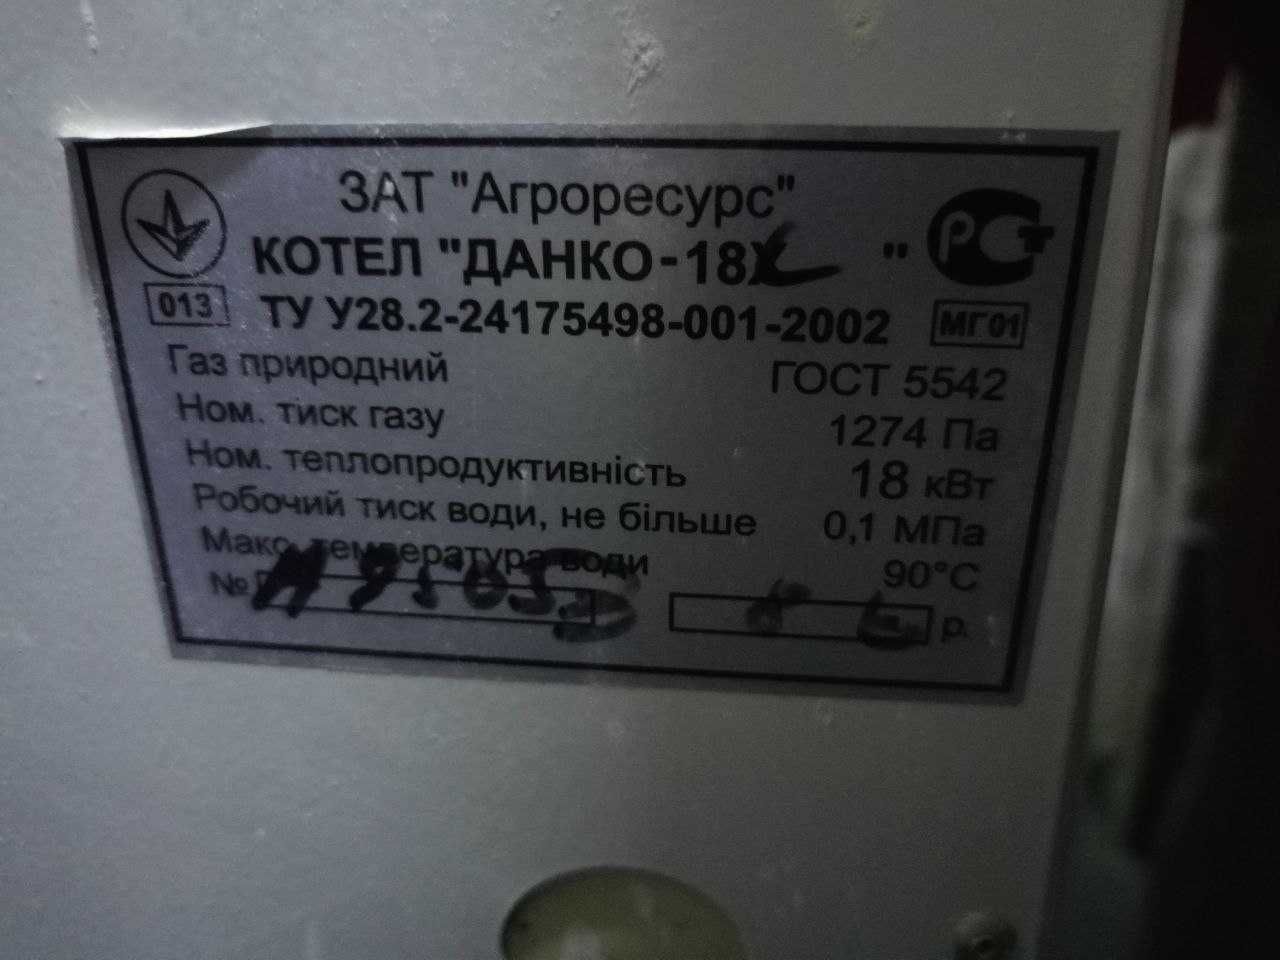 ЗАТ "Агроресурс"
КОТЕЛ "ДАНКО-18 "
013
ТУ У28.2-24175498-001-2002
РСТ
МГ01
Газ природний ГОСТ 5542
Ном. тиск газу 1274 Па
Ном. теплопродуктивність 18 кВт
Робочий тиск води, не більше 0,1 МПа
Макс. температура води 90°С
№ р.